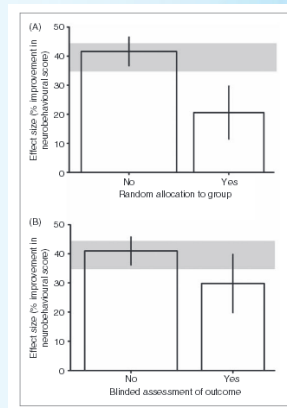 (A)
Effect size (% improvement in
neurobehavioural score)
50
40
30
20
10
0
No Yes
Random allocation to group
(B)
Effect size (% improvement in
neurobehavioural score)
50
40
30
20
10
0
No Yes
Blinded assessment of outcome